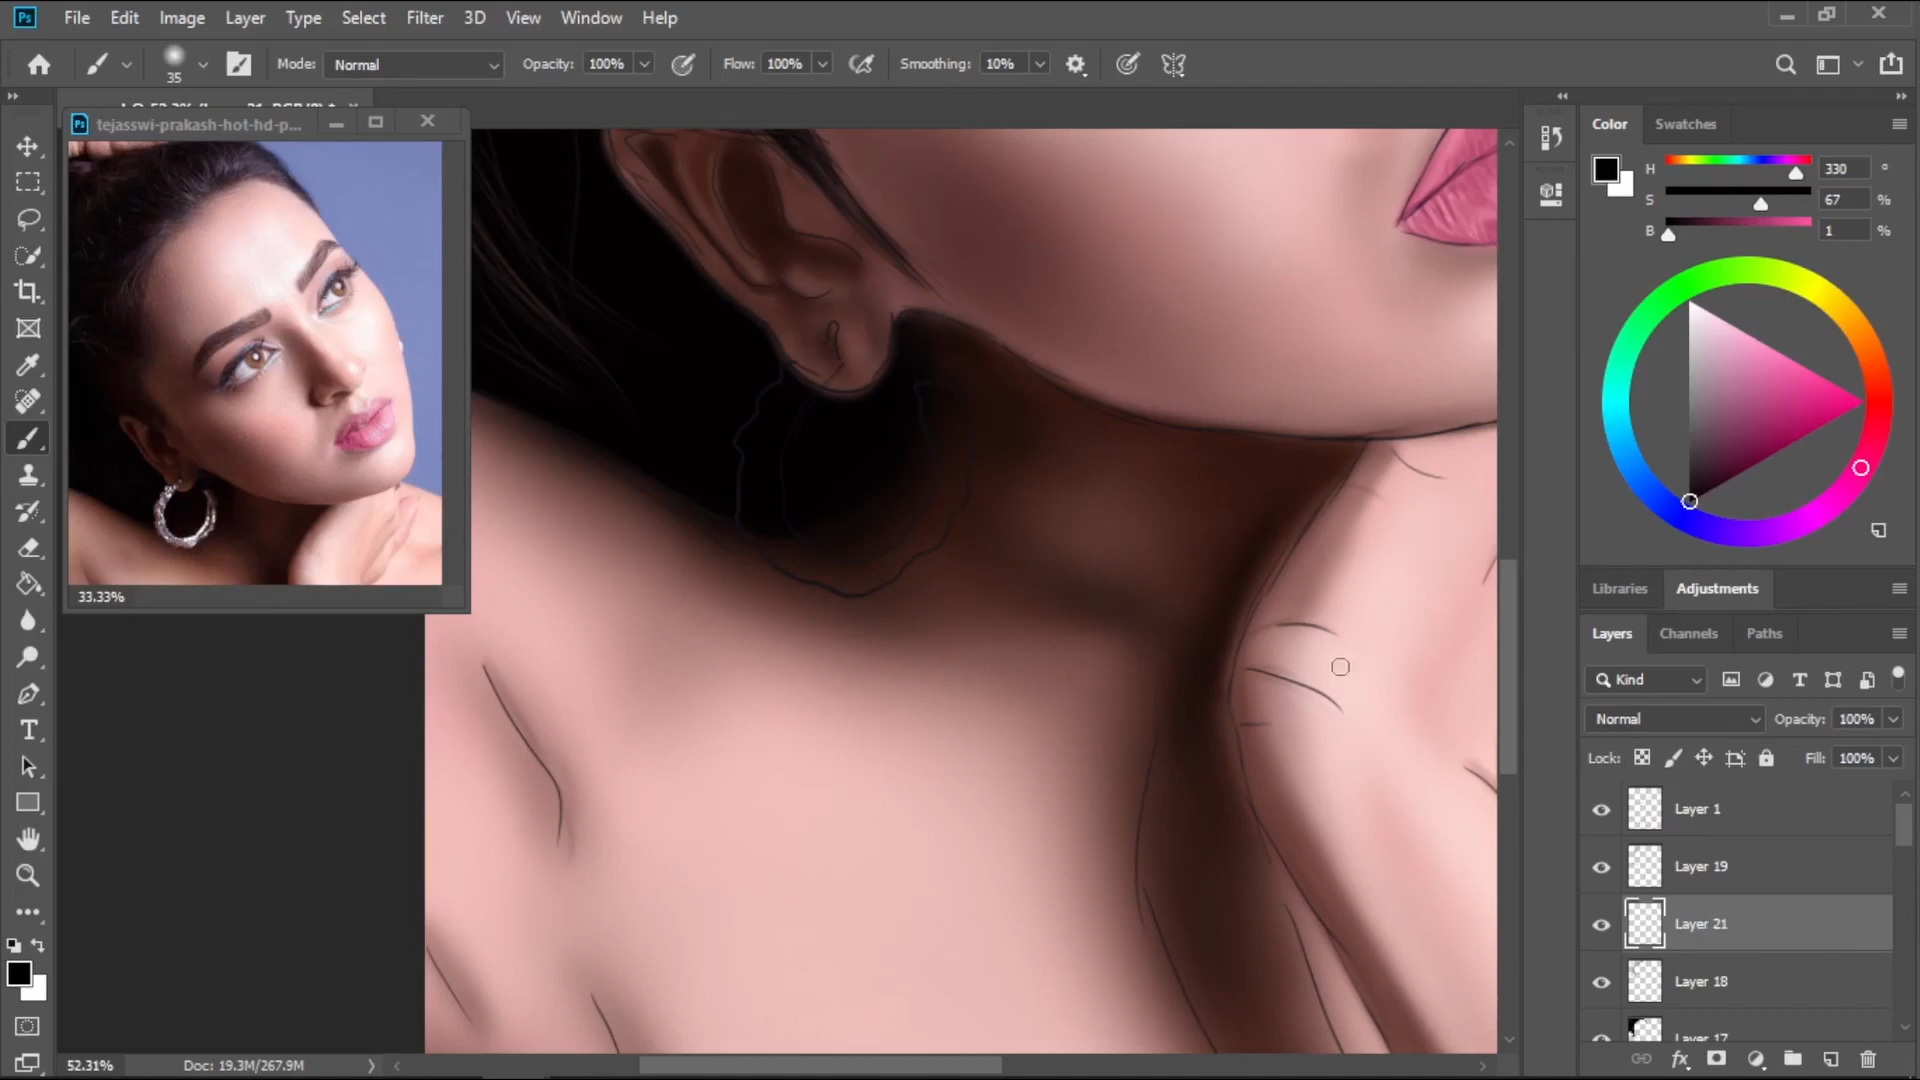 Ps File Edit Image Layer Type Select Filter 3D View Window Help
35 Mode: Normal Opacity: 100% Flow: 100% Smoothing: 10%
Ps tejasswi-prakash-hot-hd-p...
33.33%
Color Swatches
H 330 °
S 67 %
B 1 %
Libraries Adjustments
Layers Channels Paths
Kind
Normal Opacity: 100%
Lock: Fill: 100%
Layer 1
Layer 19
Layer 21
Layer 18
Layer 17
52.31% Doc: 19.3M/267.9M